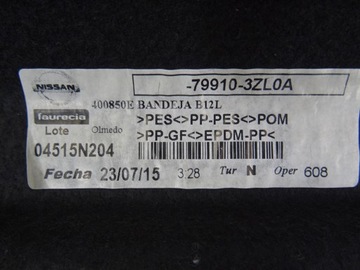 NISSAN
-79910-3ZL0A
400850E BANDEJA B12L
faurecia
>PES<>PP-PES<>POM
Lote
Olmedo
>PP-GF<>EPDM-PP<
04515N204
Fecha 23/07/15 3:28 Tur N Oper 608